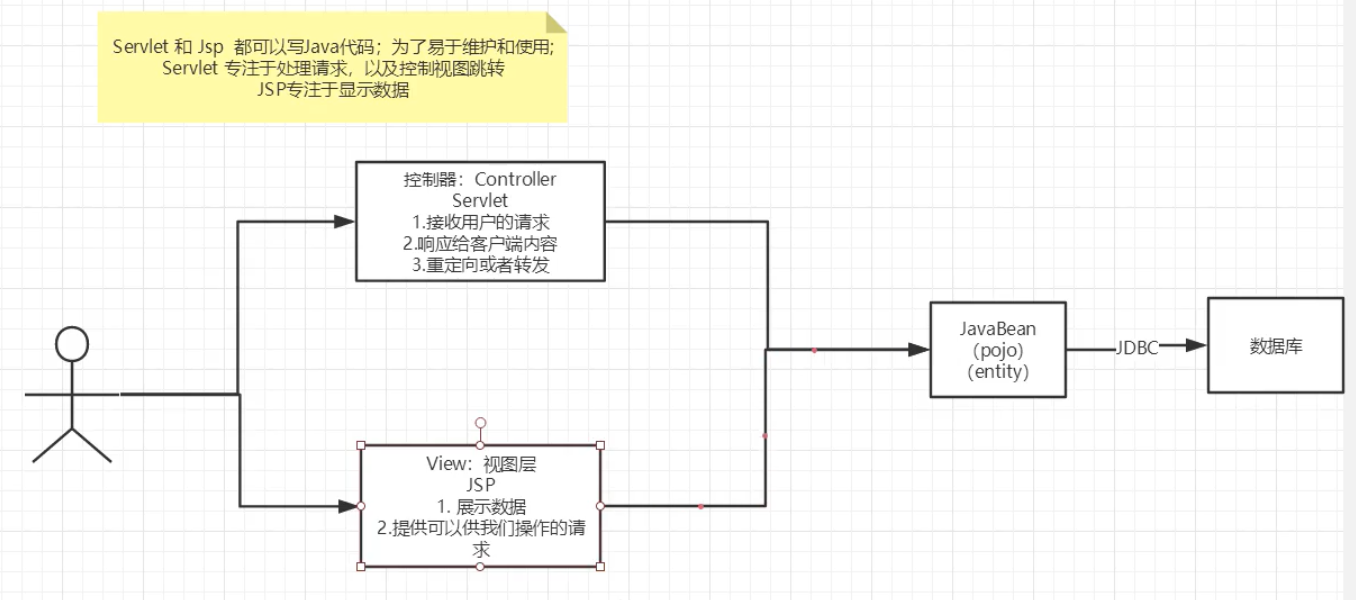 Servlet 和 Jsp 都可以写Java代码；为了易于维护和使用;
Servlet 专注于处理请求，以及控制视图跳转
JSP专注于显示数据
控制器：Controller
Servlet
1.接收用户的请求
2.响应给客户端内容
3.重定向或者转发
JavaBean
（pojo）
（entity）
JDBC
数据库
View：视图层
JSP
1. 展示数据
2.提供可以供我们操作的请
求